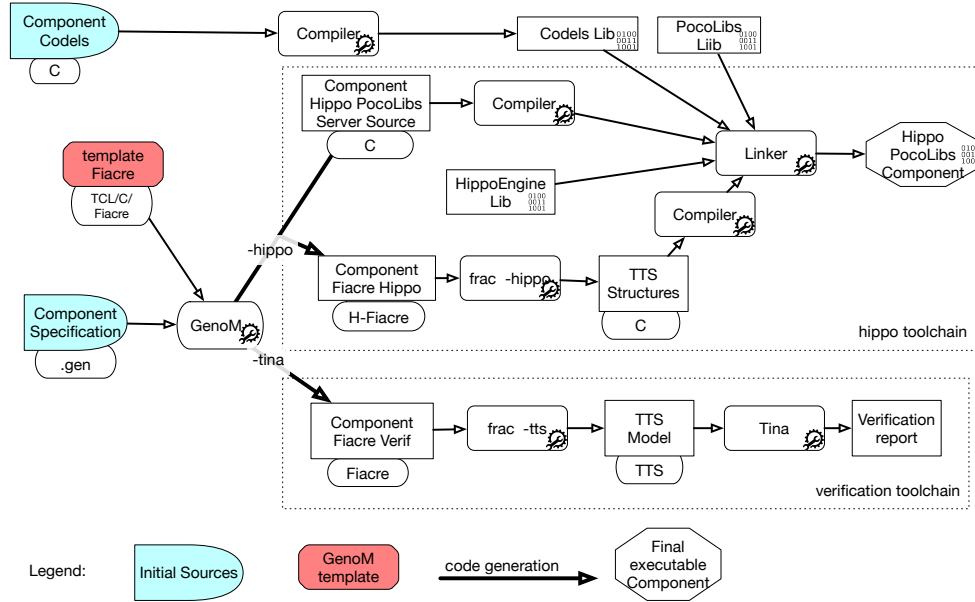 Component
Codels
C
Compiler
Codels Lib
0100
0011
1001
PocoLibs
Liib
0100
0011
1001
Component
Hippo PocoLibs
Server Source
C
Compiler
Linker
Hippo
PocoLibs
Component
0100
001
100
template
Fiacre
TCL/C/
Fiacre
HippoEngine
Lib
0100
0011
1001
Compiler
-hippo
Component
Fiacre Hippo
H-Fiacre
frac -hippo
TTS
Structures
C
Component
Specification
.gen
GenoM
hippo toolchain
-tina
Component
Fiacre Verif
Fiacre
frac -tts
TTS
Model
TTS
Tina
Verification
report
verification toolchain
Legend:
Initial Sources
GenoM
template
code generation
Final
executable
Component